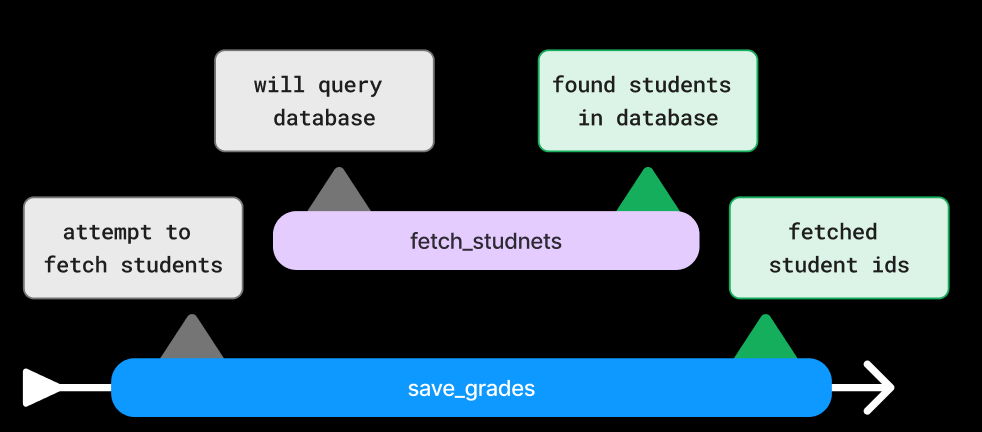 will query
database
found students
in database
attempt to
fetch students
fetch_studnets
fetched
student ids
save_grades